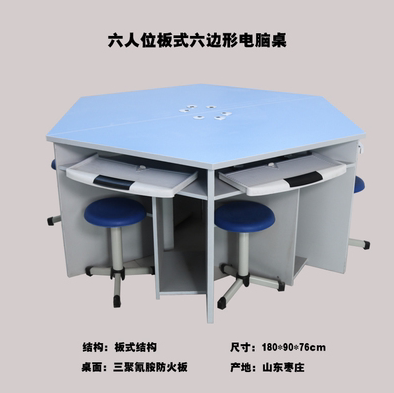 六人位板式六边形电脑桌
结构：板式结构 尺寸：180*90*76cm
桌面：三聚氰胺防火板 产地：山东枣庄